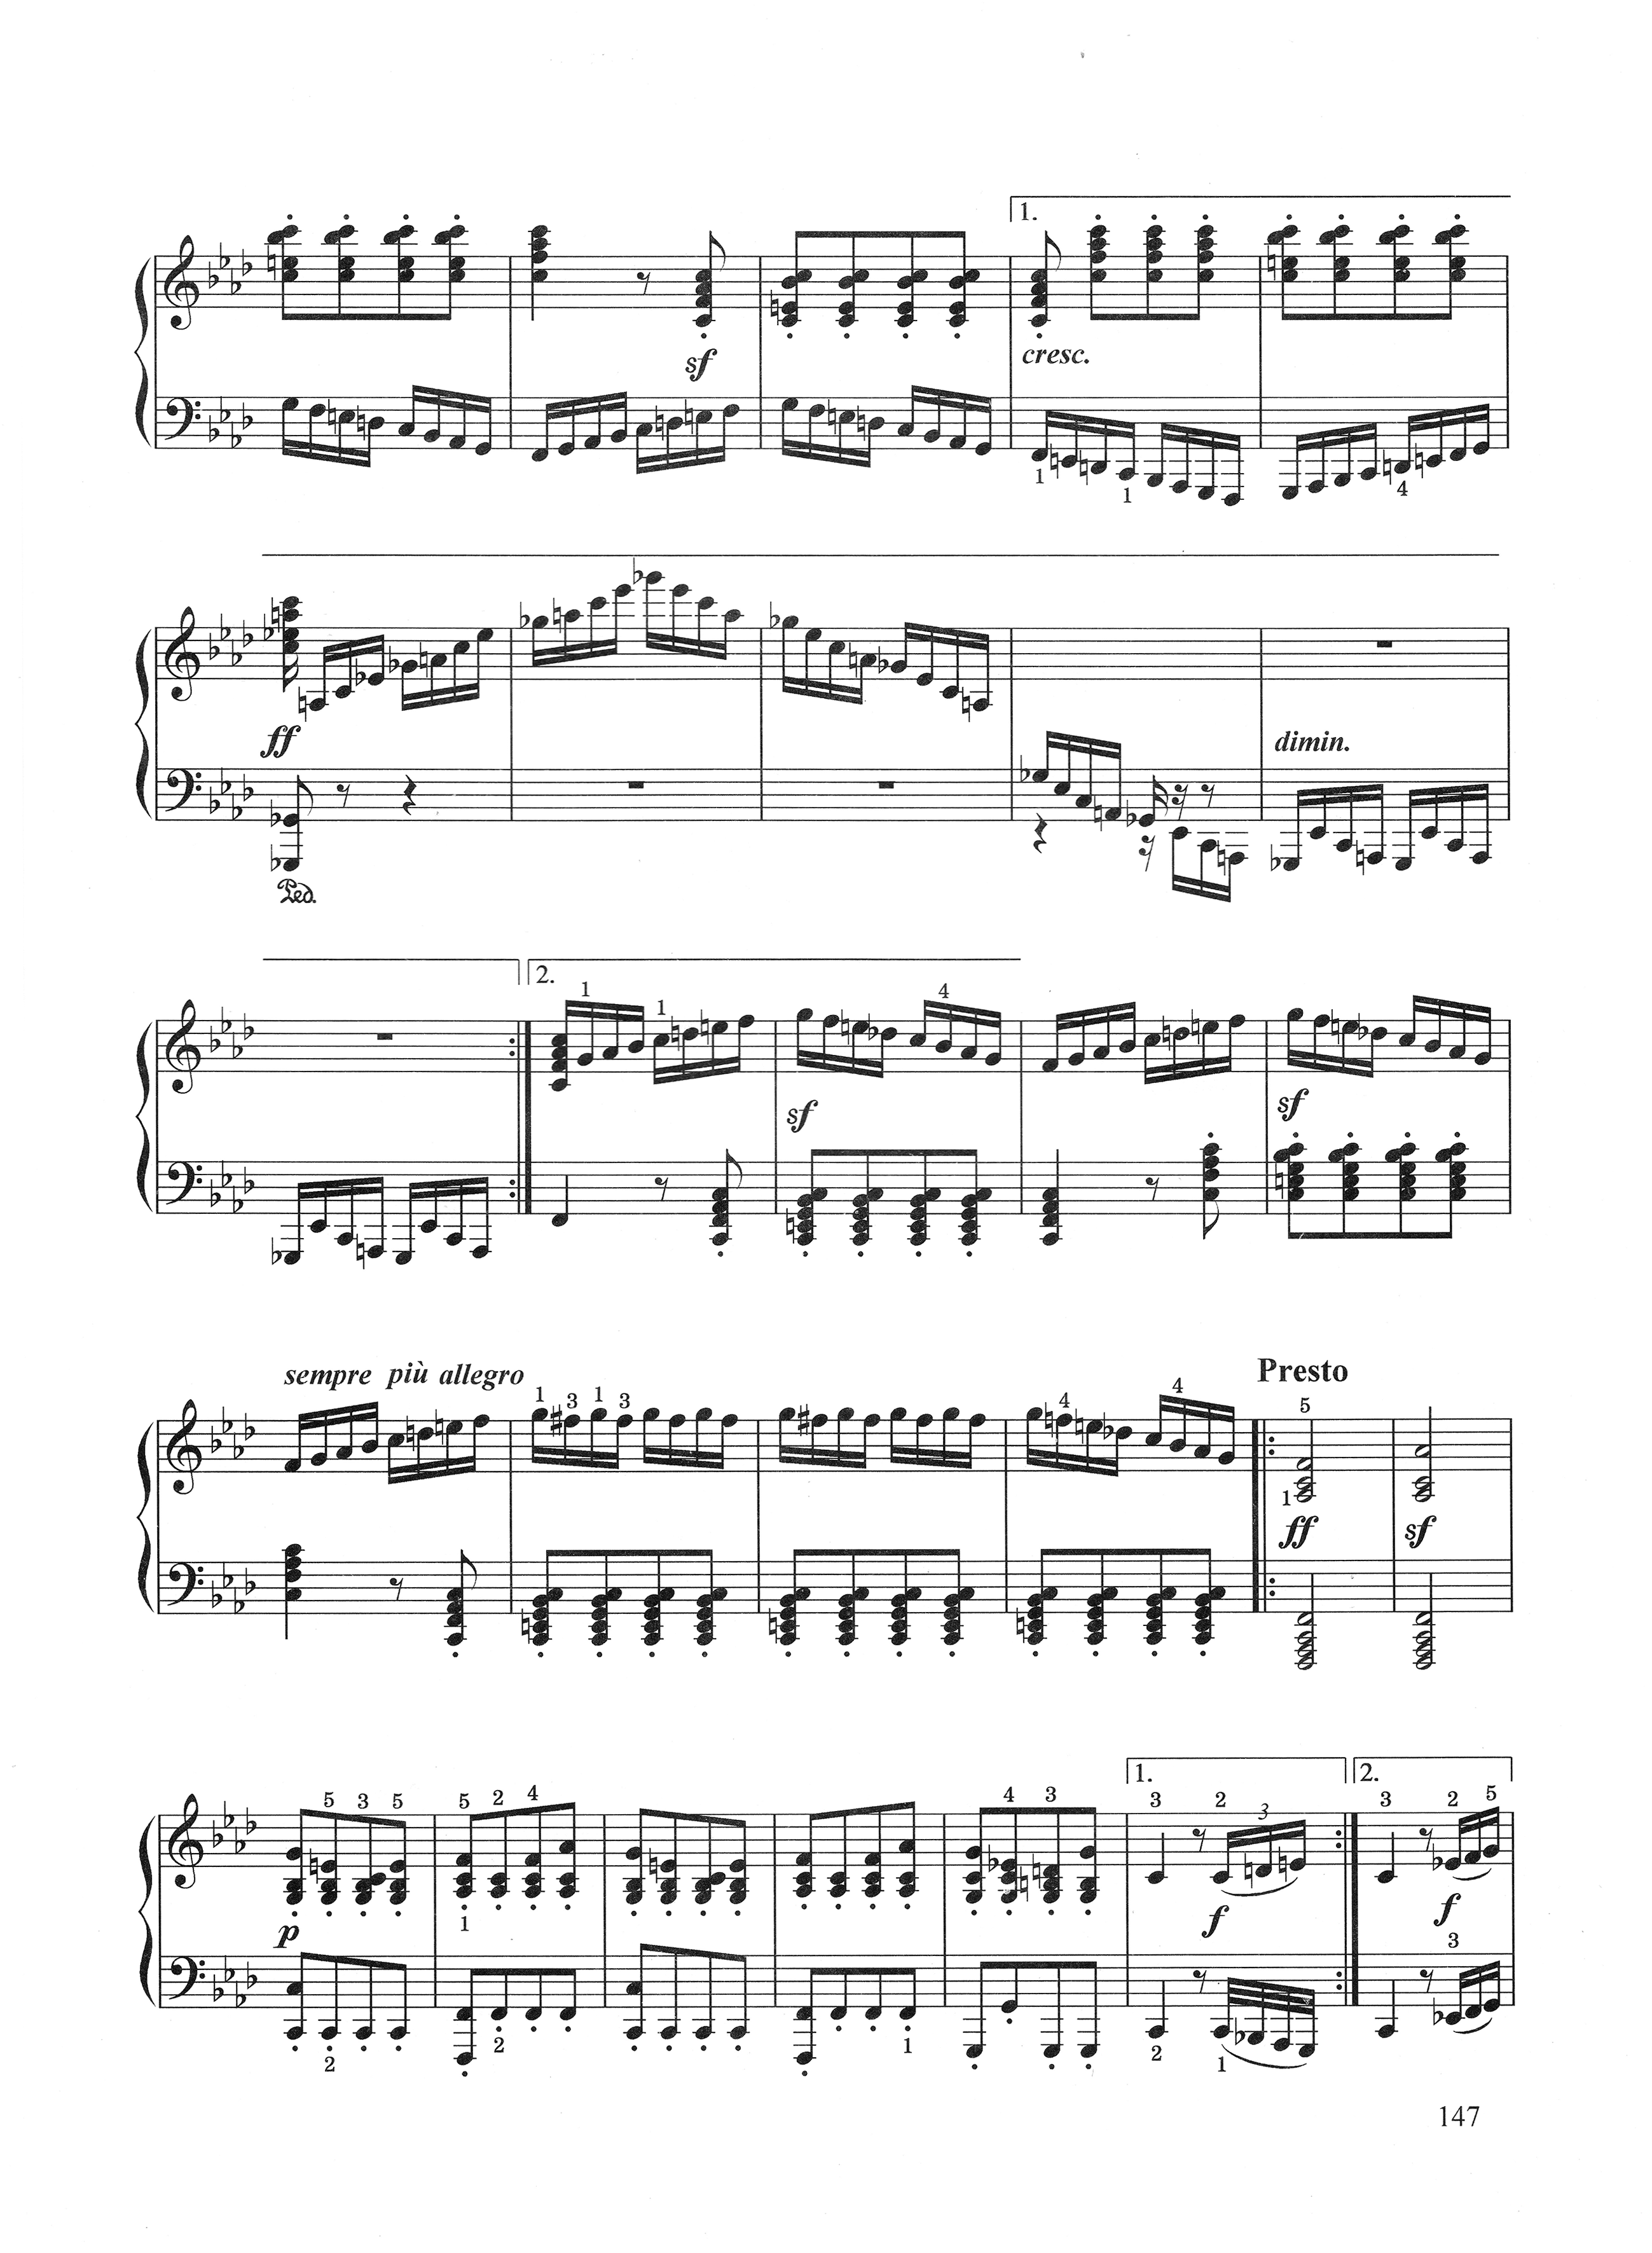 1.
sf
cresc.
1 1 4
ff
dimin.
Ped.
2.
1 1 4
sf sf
sempre più allegro
Presto
1 3 1 3 4 4 5
1
ff sf
1. 2.
5 3 5 5 2 4 4 3 3 2 3 3 2 5
1
p f f
3
2 2 1 2 1
147